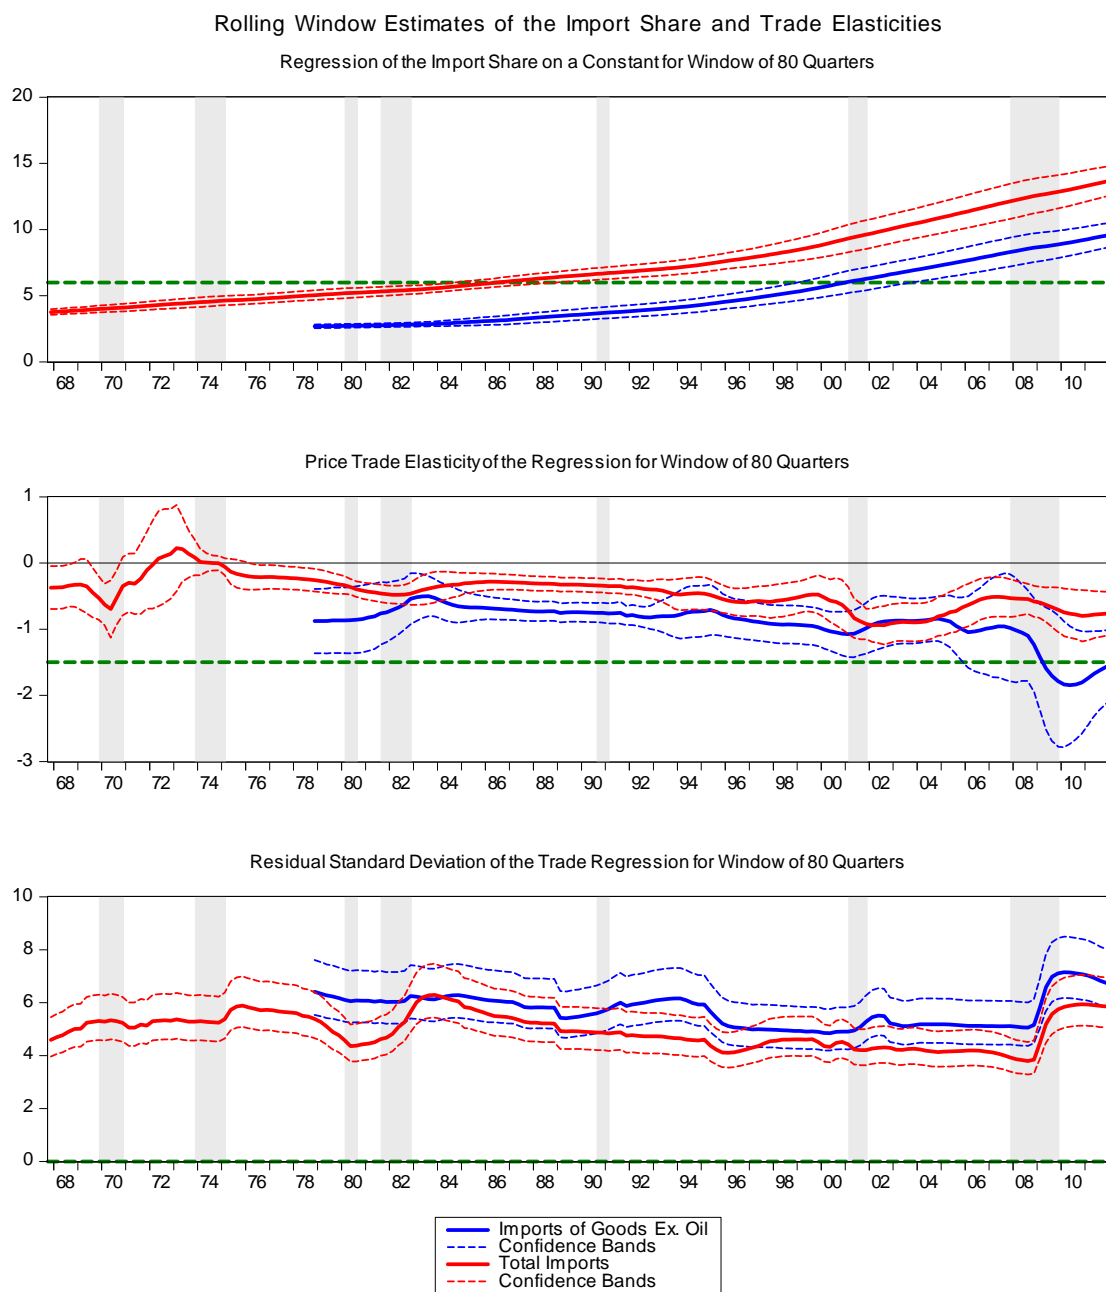 Rolling Window Estimates of the Import Share and Trade Elasticities
Regression of the Import Share on a Constant for Window of 80 Quarters
20
15
10
5
0
68 70 72 74 76 78 80 82 84 86 88 90 92 94 96 98 00 02 04 06 08 10
Price Trade Elasticity of the Regression for Window of 80 Quarters
1
0
-1
-2
-3
68 70 72 74 76 78 80 82 84 86 88 90 92 94 96 98 00 02 04 06 08 10
Residual Standard Deviation of the Trade Regression for Window of 80 Quarters
10
8
6
4
2
0
68 70 72 74 76 78 80 82 84 86 88 90 92 94 96 98 00 02 04 06 08 10
Imports of Goods Ex. Oil
Confidence Bands
Total Imports
Confidence Bands